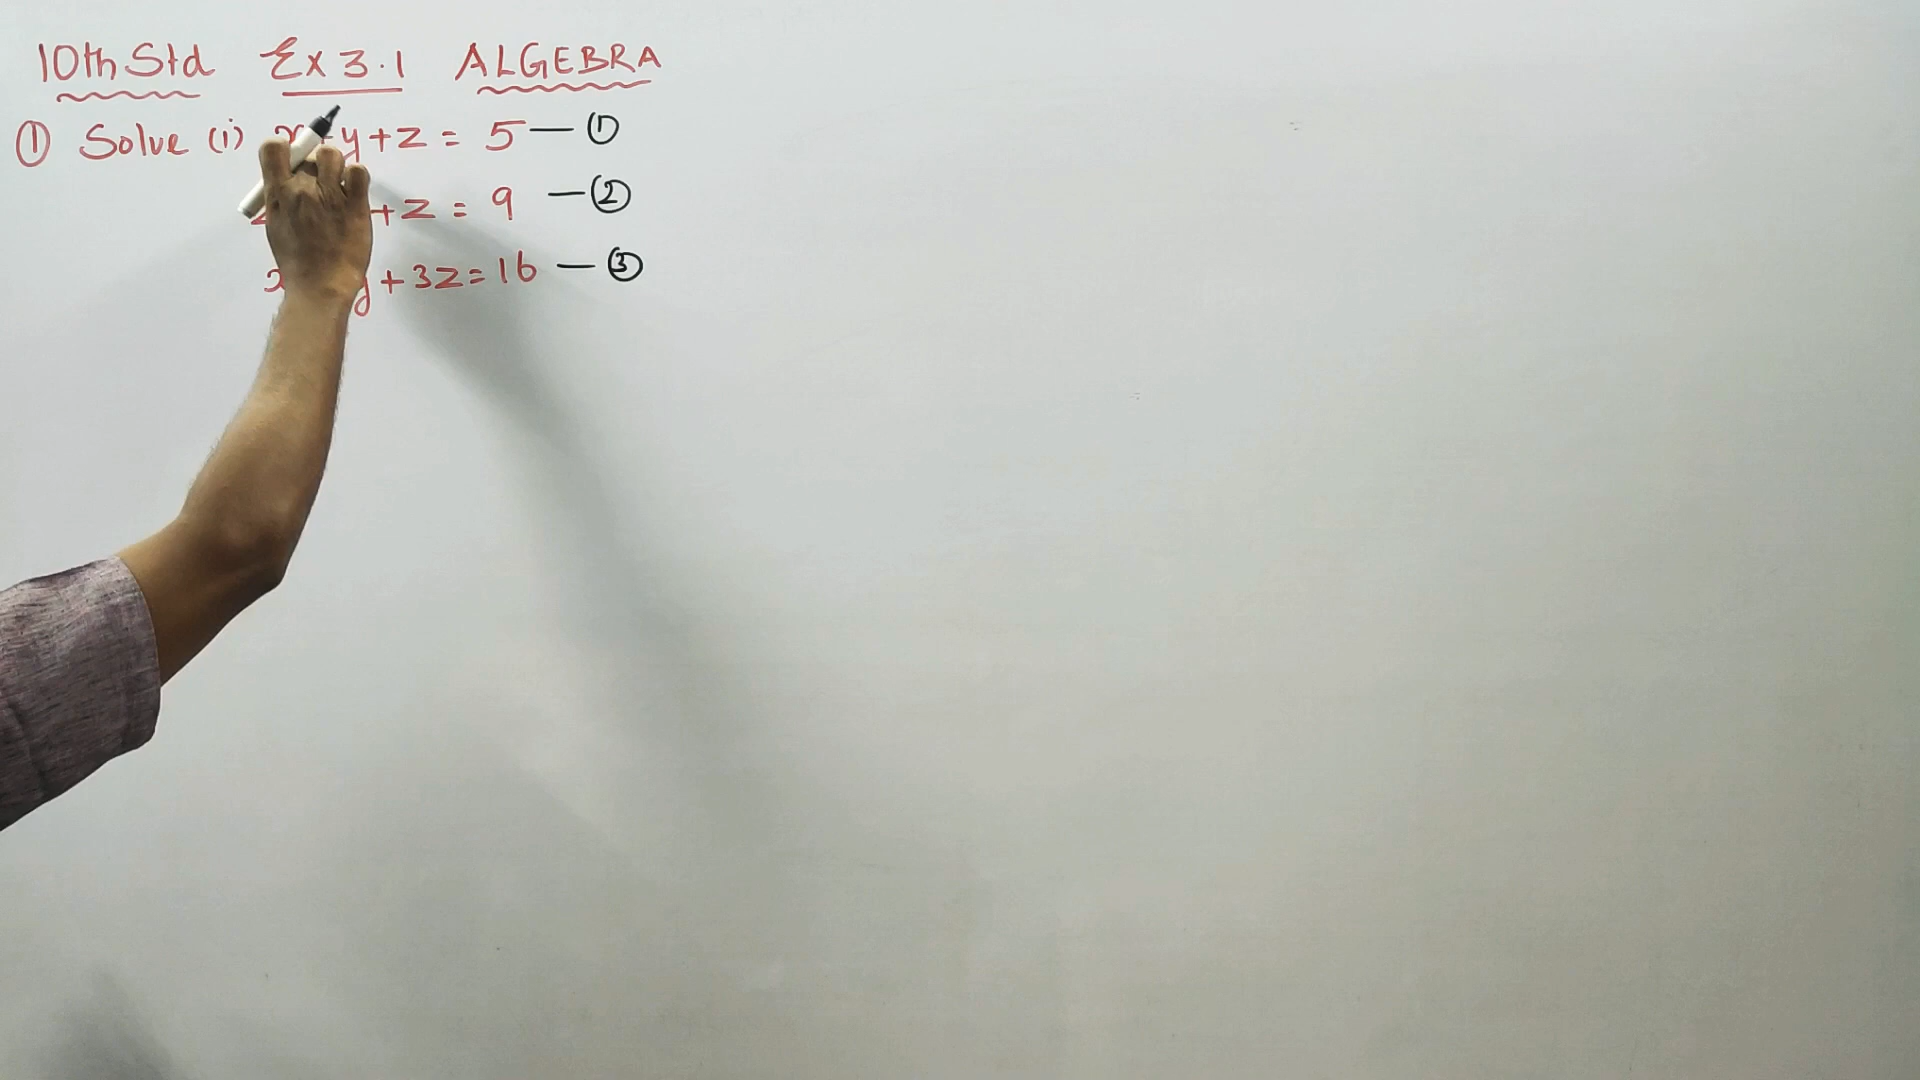 10th Std Ex 3.1 ALGEBRA
① Solve (i) x+y+z = 5 — ①
+z = 9 — ②
x y+3z=16 — ③